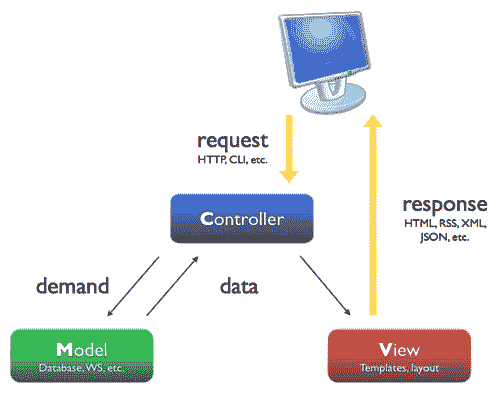 request
HTTP, CLI, etc.
Controller
response
HTML, RSS, XML,
JSON, etc.
demand
data
Model
Database, WS, etc.
View
Templates, layout